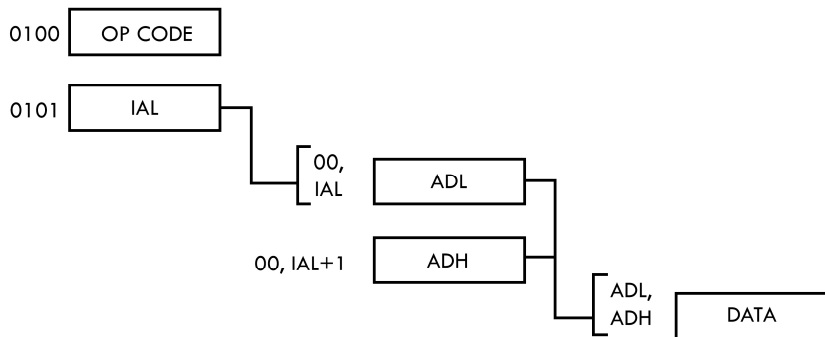 0100 OP CODE
0101 IAL
00,
IAL
ADL
00, IAL+1 ADH
ADL,
ADH
DATA